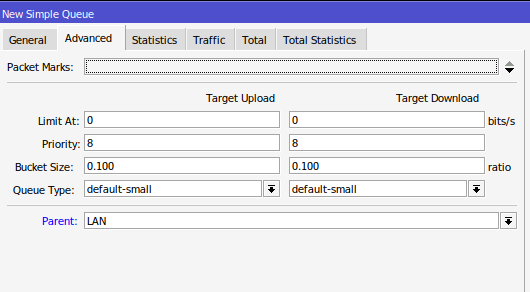 New Simple Queue
General Advanced Statistics Traffic Total Total Statistics
Packet Marks:
Target Upload Target Download
Limit At: 0 0 bits/s
Priority: 8 8
Bucket Size: 0.100 0.100 ratio
Queue Type: default-small default-small
Parent: LAN